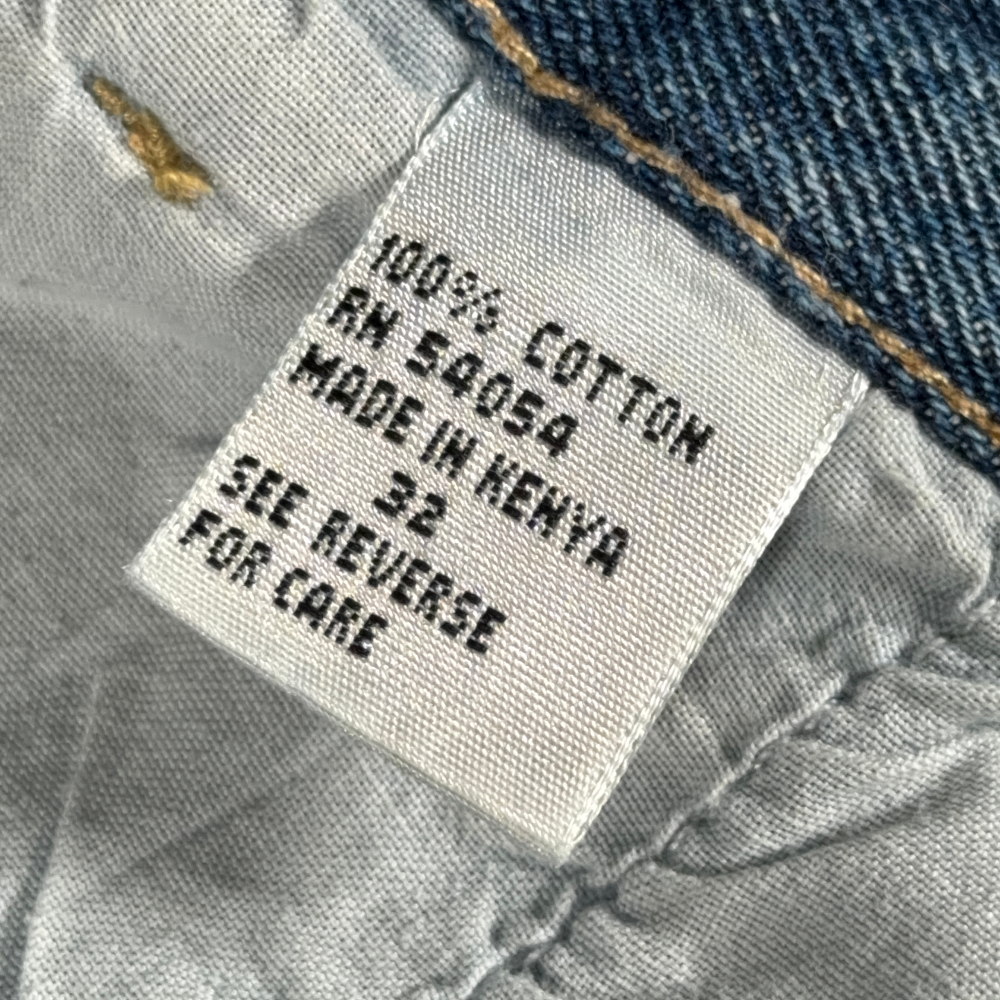 100% COTTON
RN 54054
MADE IN KENYA
32
SEE REVERSE
FOR CARE